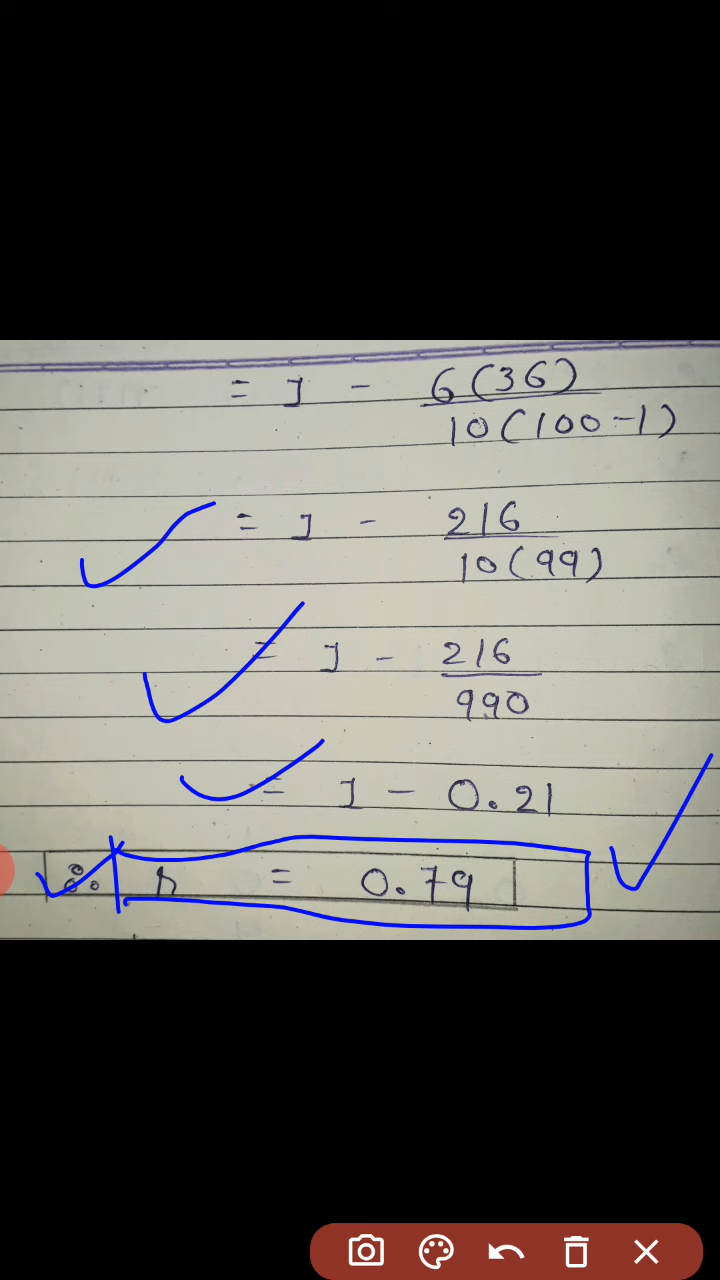 = 1 - 6(36) / 10(100-1)
= 1 - 216 / 10(99)
= 1 - 216 / 990
= 1 - 0.21
∴ r = 0.79